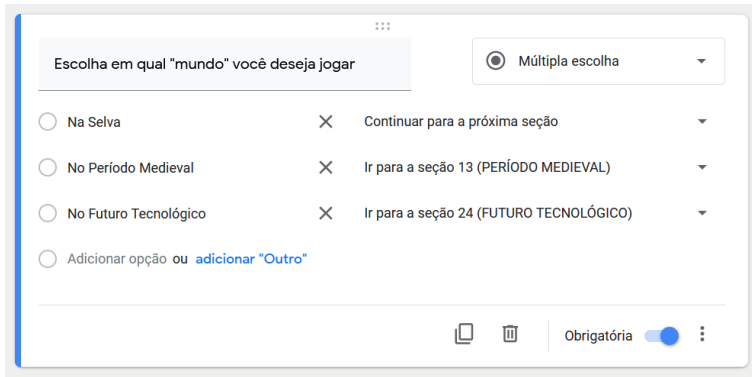 Escolha em qual "mundo" você deseja jogar
Múltipla escolha
Na Selva
Continuar para a próxima seção
No Período Medieval
Ir para a seção 13 (PERÍODO MEDIEVAL)
No Futuro Tecnológico
Ir para a seção 24 (FUTURO TECNOLÓGICO)
Adicionar opção ou adicionar "Outro"
Obrigatória